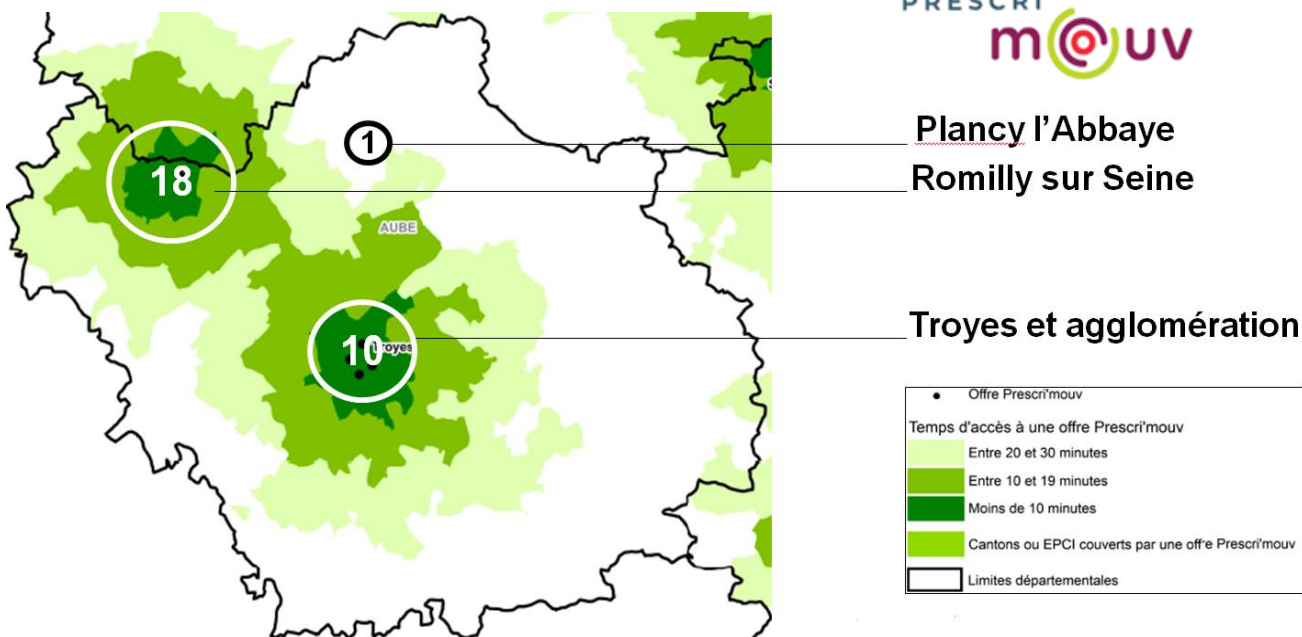 PRESCRI'
mouv
1
Plancy l'Abbaye
18
Romilly sur Seine
AUBE
10
Troyes
Troyes et agglomération
Offre Prescri'mouv
Temps d'accès à une offre Prescri'mouv
Entre 20 et 30 minutes
Entre 10 et 19 minutes
Moins de 10 minutes
Cantons ou EPCI couverts par une offre Prescri'mouv
Limites départementales